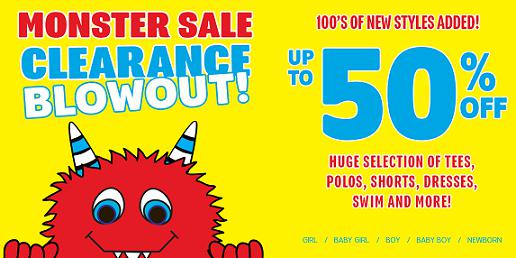 MONSTER SALE
CLEARANCE
BLOWOUT!
100'S OF NEW STYLES ADDED!
UP TO 50% OFF
HUGE SELECTION OF TEES,
POLOS, SHORTS, DRESSES,
SWIM AND MORE!
GIRL / BABY GIRL / BOY / BABY BOY / NEWBORN